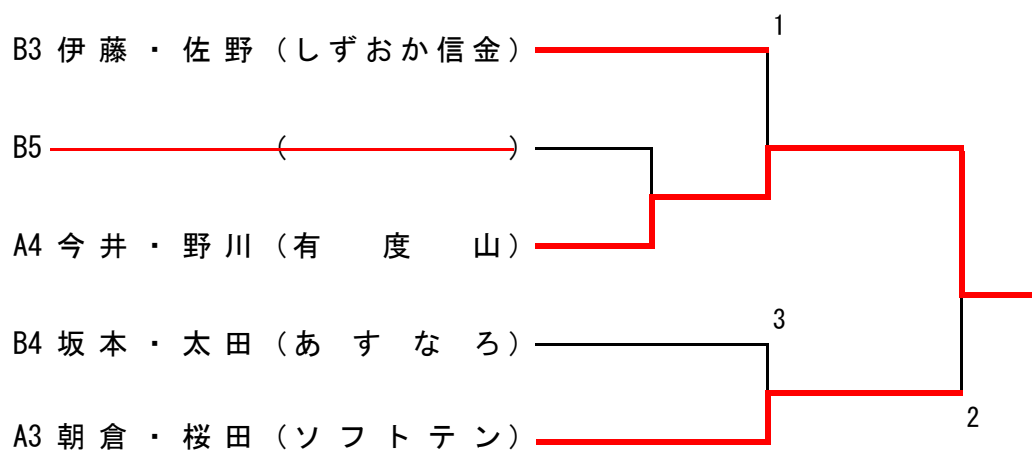 1
B3 伊藤・佐野（しずおか信金）
B5 （ ）
A4 今井・野川（有度山）
B4 坂本・太田（あすなろ）
3
A3 朝倉・桜田（ソフトテン）
2